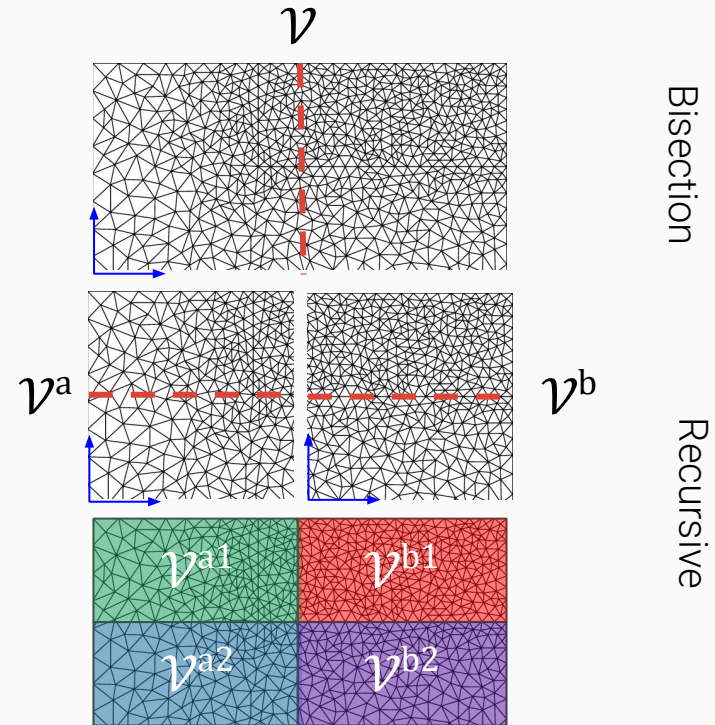 𝒱
Bisection
𝒱ᵃ
𝒱ᵇ
Recursive
𝒱ᵃ¹
𝒱ᵇ¹
𝒱ᵃ²
𝒱ᵇ²